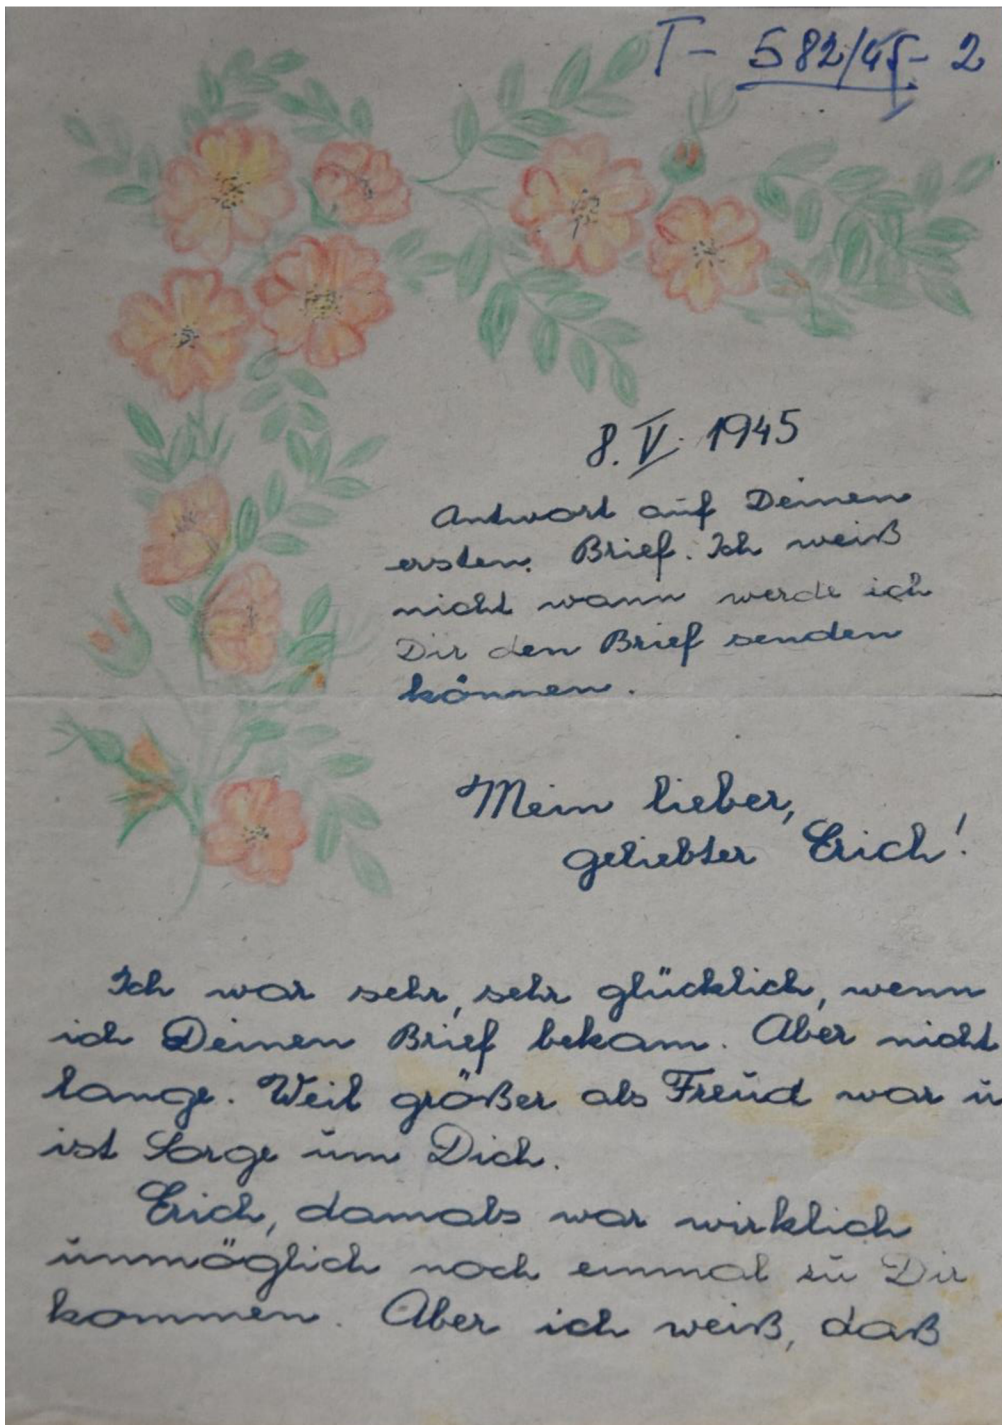 T - 582/45 - 2
8. V. 1945
Antwort auf Deinen
ersten Brief. Ich weiß
nicht wann werde ich
Dir den Brief senden
können.
Mein lieber,
geliebter Erich!
Ich war sehr, sehr glücklich, wenn
ich Deinen Brief bekam. Aber nicht
lange. Weil größer als Freud war u
ist Sorge um Dich.
Erich, damals war wirklich
unmöglich noch einmal zu Dir
kommen. Aber ich weiß, daß